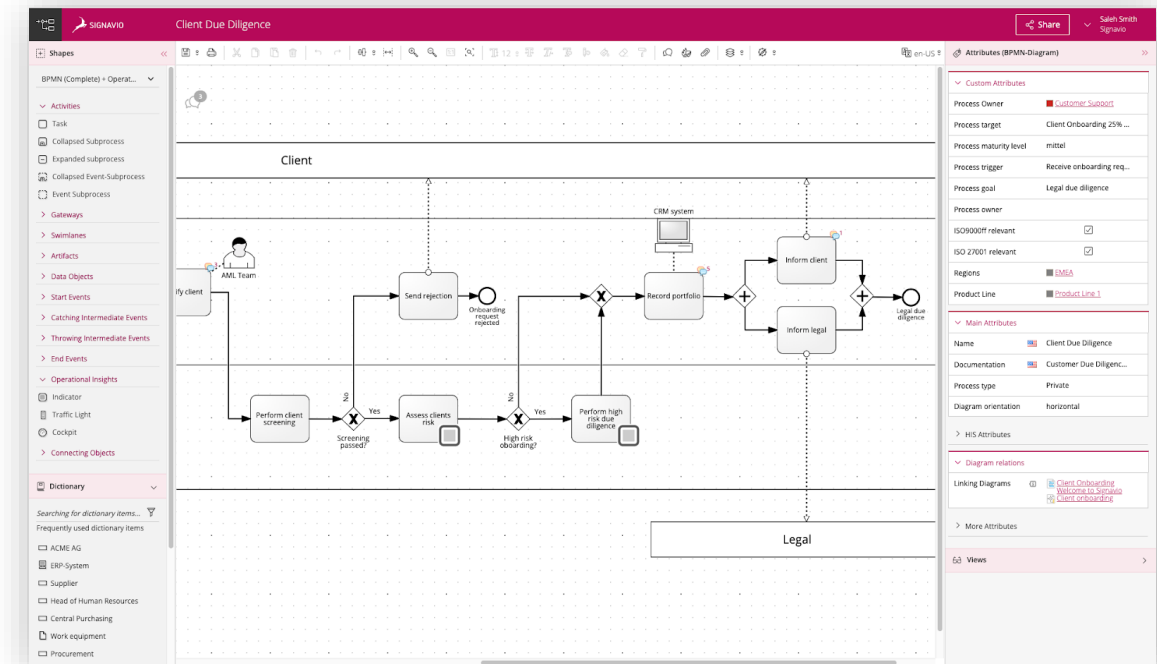 SIGNAVIO
Client Due Diligence
Share
Saleh Smith
Signavio
Shapes
BPMN (Complete) + Operat...
Activities
Task
Collapsed Subprocess
Expanded subprocess
Collapsed Event-Subprocess
Event Subprocess
Gateways
Swimlanes
Artifacts
Data Objects
Start Events
Catching Intermediate Events
Throwing Intermediate Events
End Events
Operational Insights
Indicator
Traffic Light
Cockpit
Connecting Objects
Dictionary
Searching for dictionary items...
Frequently used dictionary items
ACME AG
ERP-System
Supplier
Head of Human Resources
Central Purchasing
Work equipment
Procurement
12
en-US
3
Client
CRM system
3
AML Team
ify client
Send rejection
Onboarding
request
rejected
5
Record portfolio
1
Inform client
Inform legal
Legal due
diligence
No
No
Perform client
screening
Yes
Screening
passed?
Assess clients
risk
Yes
High risk
oboarding?
Perform high
risk due
diligence
Legal
Attributes (BPMN-Diagram)
Custom Attributes
Process Owner Customer Support
Process target Client Onboarding 25% ...
Process maturity level mittel
Process trigger Receive onboarding req...
Process goal Legal due diligence
Process owner
ISO9000ff relevant
ISO 27001 relevant
Regions EMEA
Product Line Product Line 1
Main Attributes
Name Client Due Diligence
Documentation Customer Due Diligenc...
Process type Private
Diagram orientation horizontal
HIS Attributes
Diagram relations
Linking Diagrams Client Onboarding
Welcome to Signavio
Client onboarding
More Attributes
Views